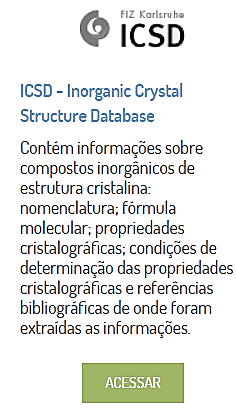 FIZ Karlsruhe
ICSD
ICSD - Inorganic Crystal
Structure Database
Contém informações sobre
compostos inorgânicos de
estrutura cristalina:
nomenclatura; fórmula
molecular; propriedades
cristalográficas; condições de
determinação das propriedades
cristalográficas e referências
bibliográficas de onde foram
extraídas as informações.
ACESSAR